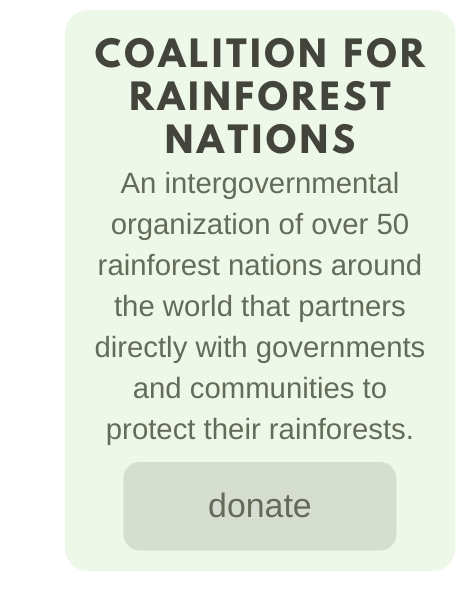 COALITION FOR
RAINFOREST
NATIONS
An intergovernmental
organization of over 50
rainforest nations around
the world that partners
directly with governments
and communities to
protect their rainforests.
donate